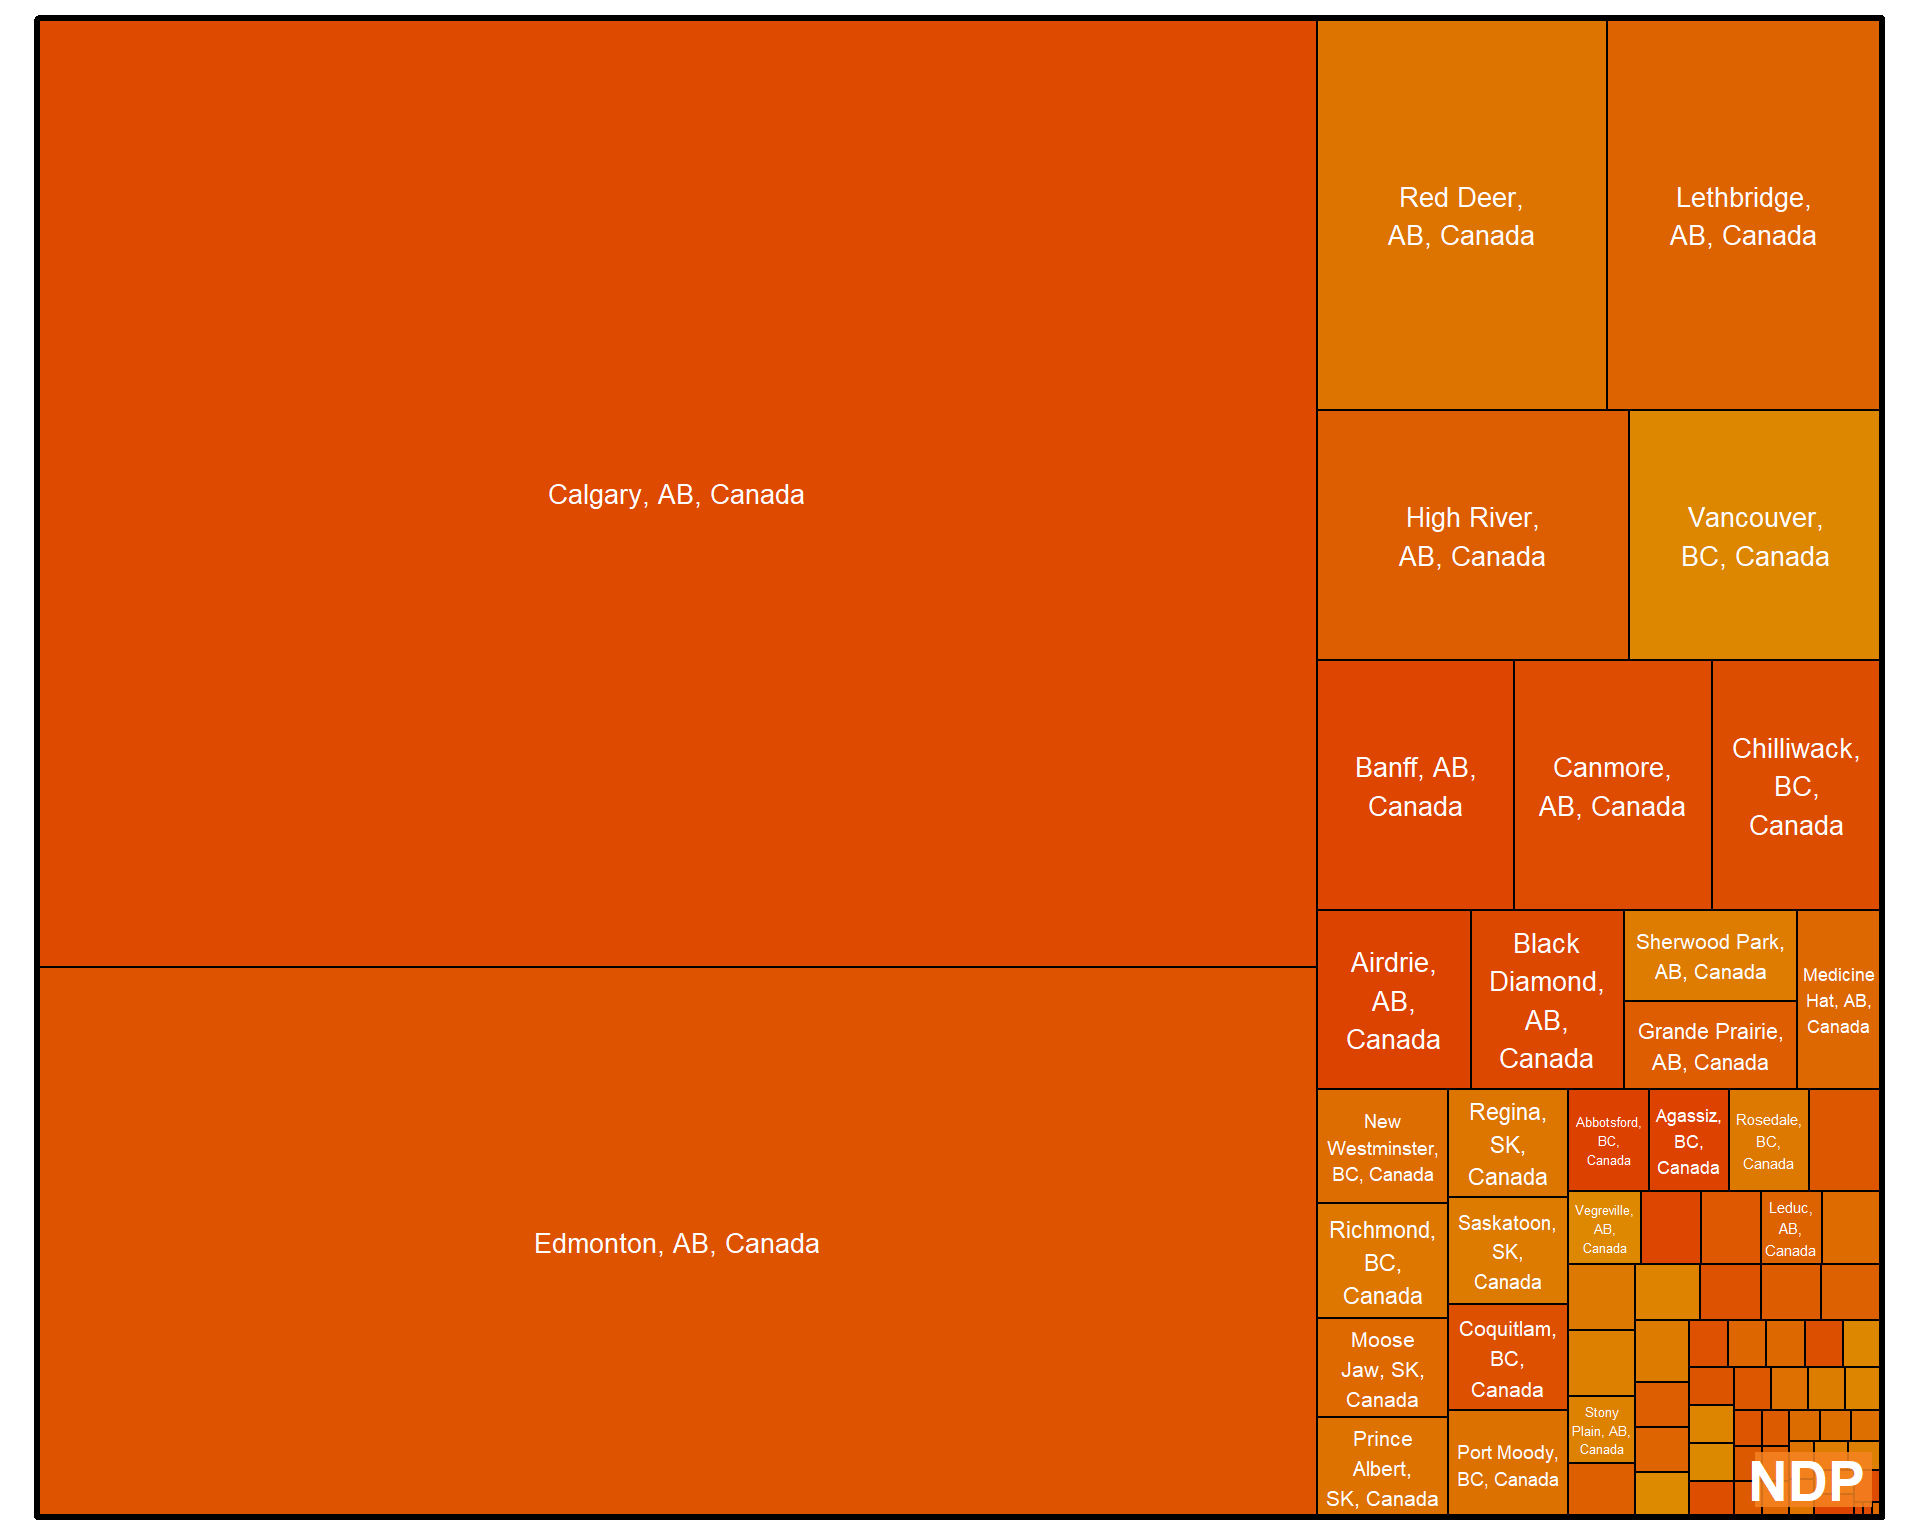 Calgary, AB, Canada
Edmonton, AB, Canada
Red Deer,
AB, Canada
Lethbridge,
AB, Canada
High River,
AB, Canada
Vancouver,
BC, Canada
Banff, AB,
Canada
Canmore,
AB, Canada
Chilliwack,
BC,
Canada
Airdrie,
AB,
Canada
Black
Diamond,
AB,
Canada
Sherwood Park,
AB, Canada
Grande Prairie,
AB, Canada
Medicine
Hat, AB,
Canada
New
Westminster,
BC, Canada
Richmond,
BC,
Canada
Moose
Jaw, SK,
Canada
Prince
Albert,
SK, Canada
Regina,
SK,
Canada
Saskatoon,
SK,
Canada
Coquitlam,
BC,
Canada
Port Moody,
BC, Canada
Abbotsford,
BC,
Canada
Agassiz,
BC,
Canada
Rosedale,
BC,
Canada
Vegreville,
AB,
Canada
Leduc,
AB,
Canada
Stony
Plain, AB,
Canada
NDP